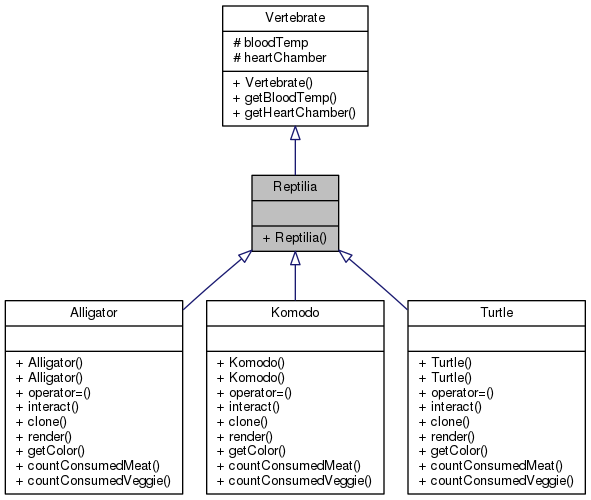 Vertebrate
# bloodTemp
# heartChamber
+ Vertebrate()
+ getBloodTemp()
+ getHeartChamber()
Reptilia
+ Reptilia()
Alligator
+ Alligator()
+ Alligator()
+ operator=()
+ interact()
+ clone()
+ render()
+ getColor()
+ countConsumedMeat()
+ countConsumedVeggie()
Komodo
+ Komodo()
+ Komodo()
+ operator=()
+ interact()
+ clone()
+ render()
+ getColor()
+ countConsumedMeat()
+ countConsumedVeggie()
Turtle
+ Turtle()
+ Turtle()
+ operator=()
+ interact()
+ clone()
+ render()
+ getColor()
+ countConsumedMeat()
+ countConsumedVeggie()